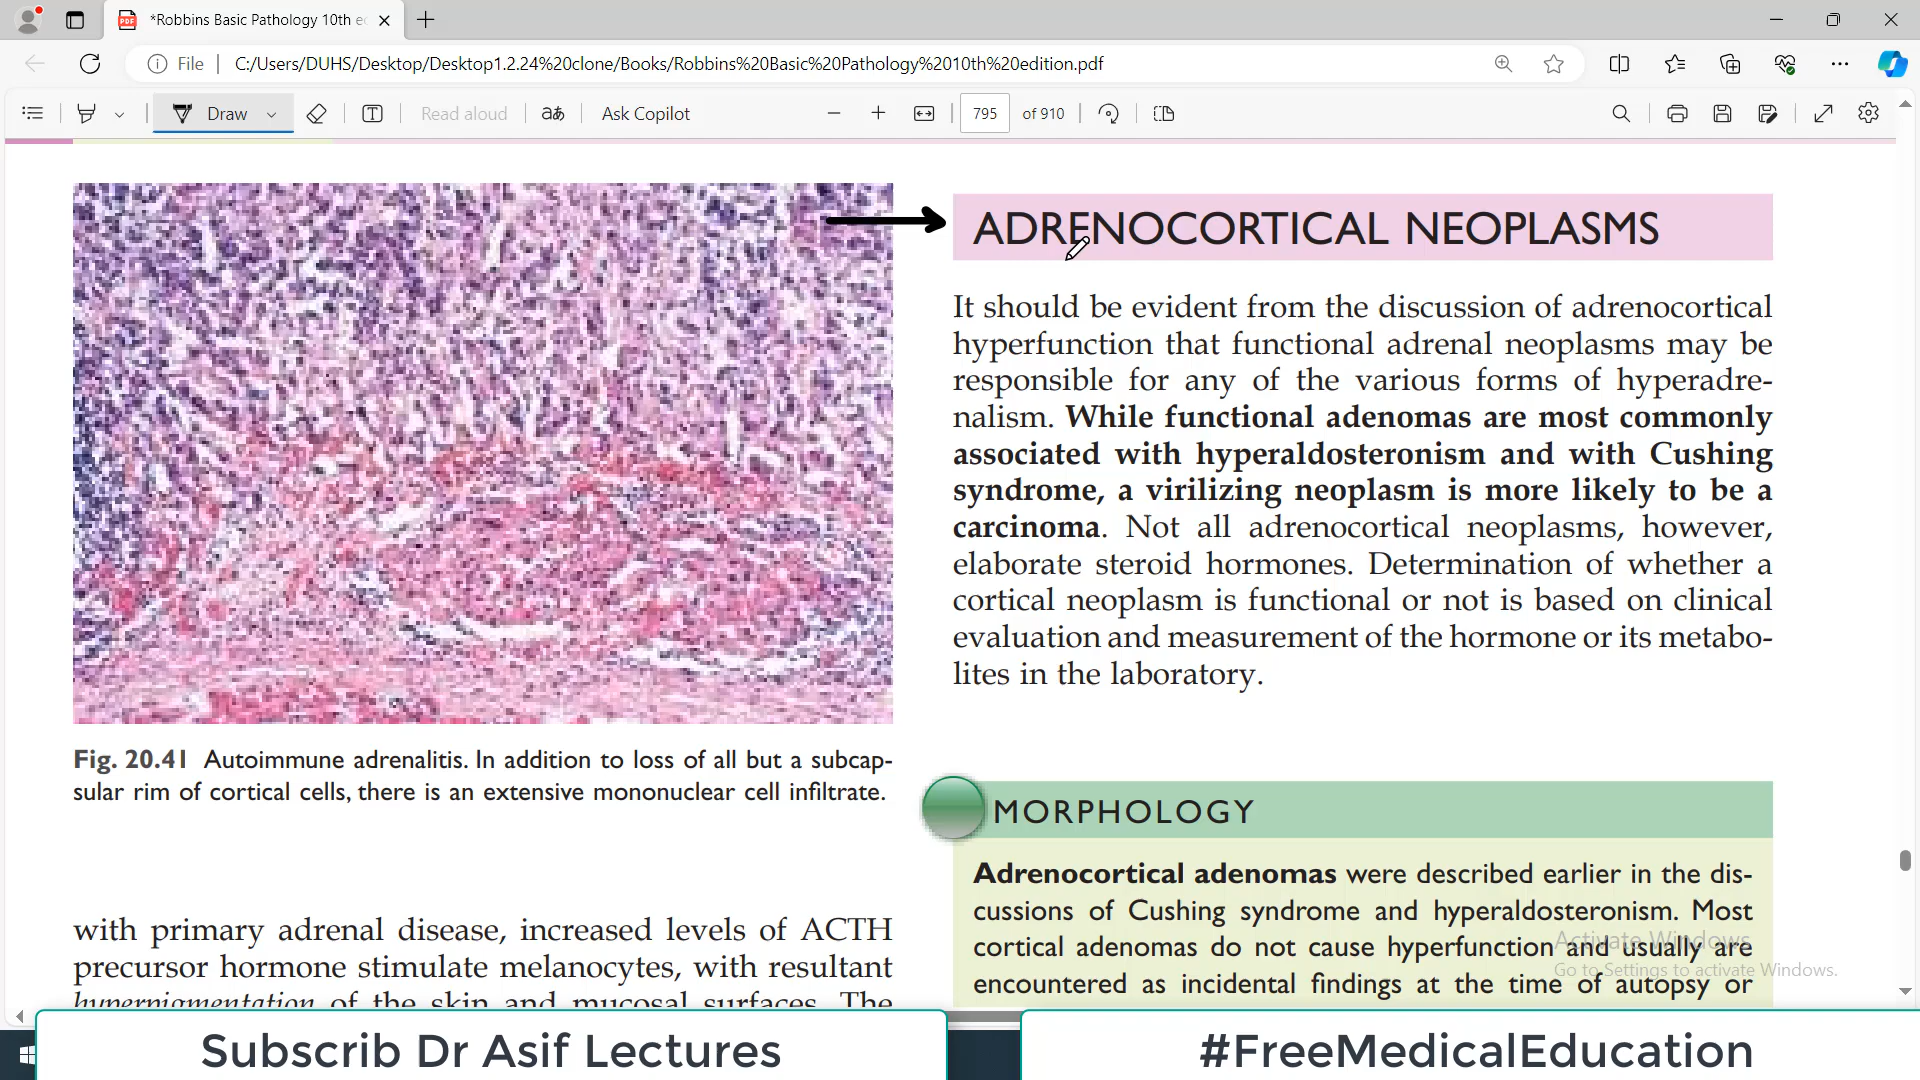 *Robbins Basic Pathology 10th e
File
C:/Users/DUHS/Desktop/Desktop1.2.24%20clone/Books/Robbins%20Basic%20Pathology%2010th%20edition.pdf
Draw
Read aloud
aあ
Ask Copilot
795 of 910
Fig. 20.41 Autoimmune adrenalitis. In addition to loss of all but a subcap-
sular rim of cortical cells, there is an extensive mononuclear cell infiltrate.
with primary adrenal disease, increased levels of ACTH
precursor hormone stimulate melanocytes, with resultant
hyperpigmentation of the skin and mucosal surfaces. The
ADRENOCORTICAL NEOPLASMS
It should be evident from the discussion of adrenocortical
hyperfunction that functional adrenal neoplasms may be
responsible for any of the various forms of hyperadre-
nalism. While functional adenomas are most commonly
associated with hyperaldosteronism and with Cushing
syndrome, a virilizing neoplasm is more likely to be a
carcinoma. Not all adrenocortical neoplasms, however,
elaborate steroid hormones. Determination of whether a
cortical neoplasm is functional or not is based on clinical
evaluation and measurement of the hormone or its metabo-
lites in the laboratory.
MORPHOLOGY
Adrenocortical adenomas were described earlier in the dis-
cussions of Cushing syndrome and hyperaldosteronism. Most
cortical adenomas do not cause hyperfunction and usually are
encountered as incidental findings at the time of autopsy or
Activate Windows
Go to Settings to activate Windows.
Subscrib Dr Asif Lectures
#FreeMedicalEducation